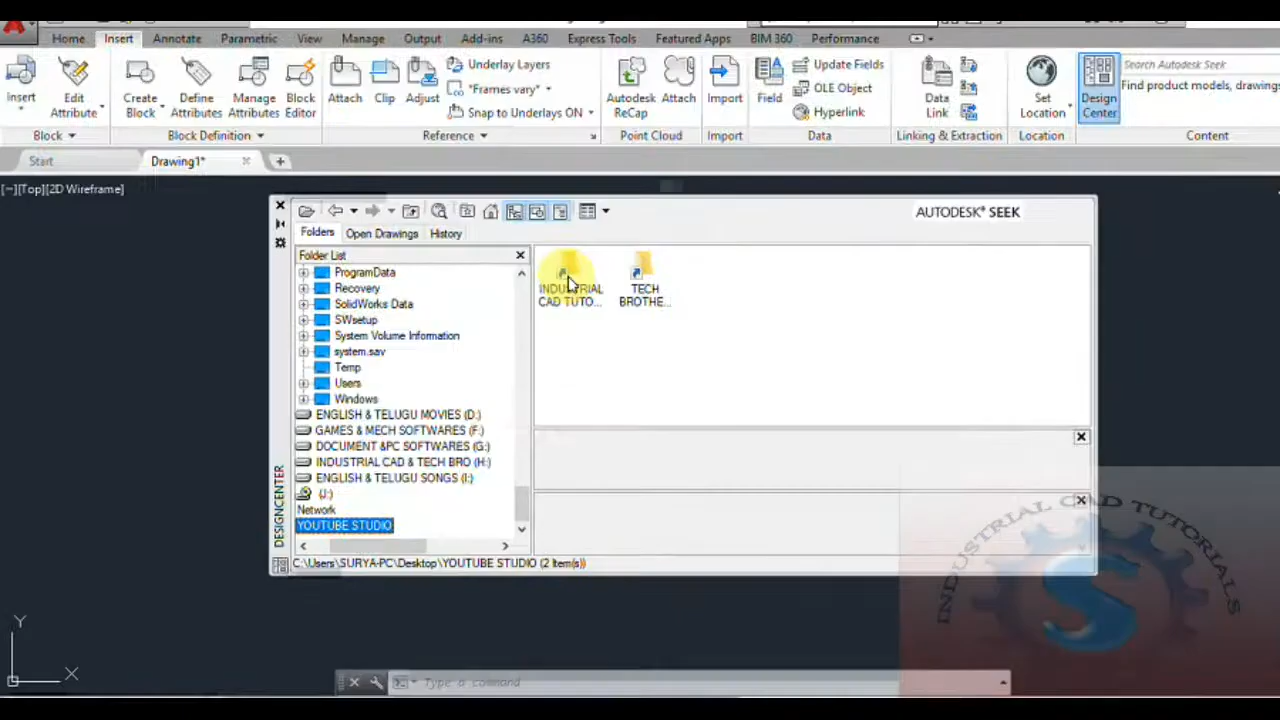 Home Insert Annotate Parametric View Manage Output Add-ins A360 Express Tools Featured Apps BIM 360 Performance
Insert
Edit
Attribute
Create
Block
Define
Attributes
Manage
Attributes
Block
Editor
Attach
Clip
Adjust
Underlay Layers
*Frames vary*
Snap to Underlays ON
Autodesk
ReCap
Attach
Import
Field
Update Fields
OLE Object
Hyperlink
Data
Link
Set
Location
Design
Center
Search Autodesk Seek
Find product models, drawings
Block Block Definition Reference Point Cloud Import Data Linking & Extraction Location Content
Start Drawing1*
[−][Top][2D Wireframe]
AUTODESK® SEEK
Folders Open Drawings History
Folder List
ProgramData
Recovery
SolidWorks Data
SWsetup
System Volume Information
system.sav
Temp
Users
Windows
ENGLISH & TELUGU MOVIES (D:)
GAMES & MECH SOFTWARES (F:)
DOCUMENT &PC SOFTWARES (G:)
INDUSTRIAL CAD & TECH BRO (H:)
ENGLISH & TELUGU SONGS (I:)
(J:)
Network
YOUTUBE STUDIO
INDUSTRIAL
CAD TUTO...
TECH
BROTHE...
DESIGNCENTER
C:\Users\SURYA-PC\Desktop\YOUTUBE STUDIO (2 Item(s))
INDUSTRIAL CAD TUTORIALS
Y
X
Type a command